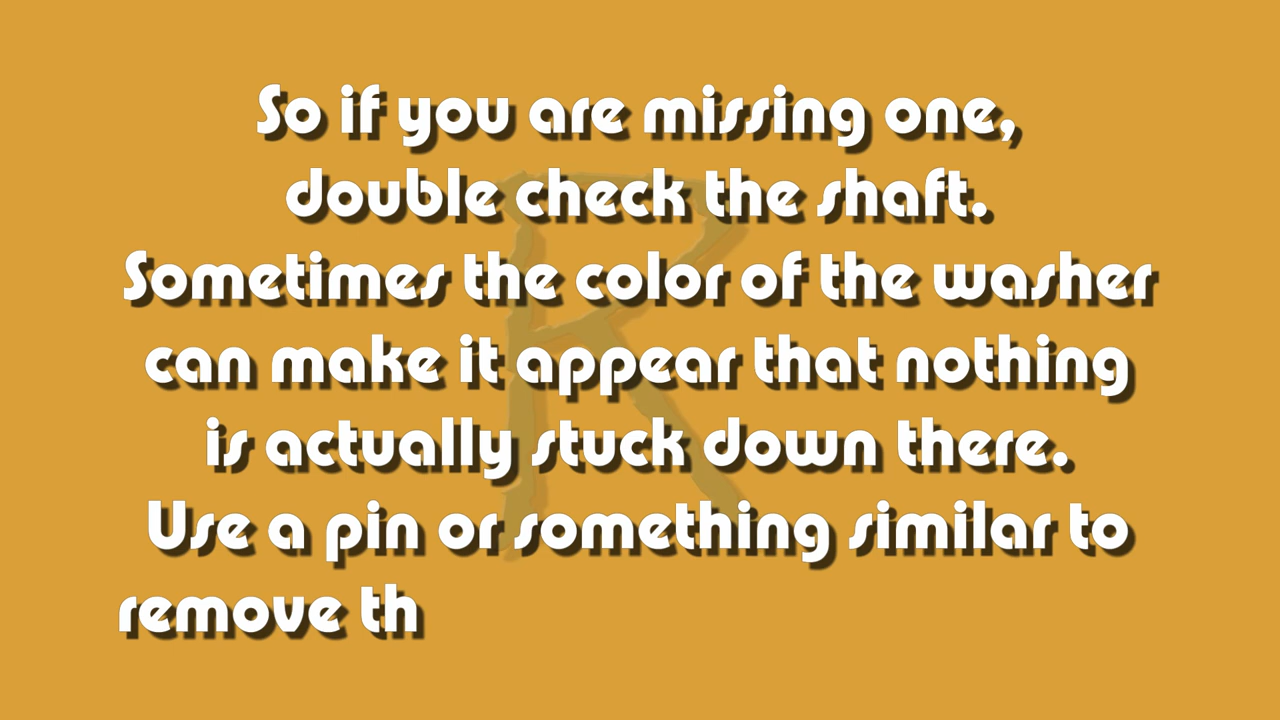 So if you are missing one,
double check the shaft.
Sometimes the color of the washer
can make it appear that nothing
is actually stuck down there.
Use a pin or something similar to
remove th